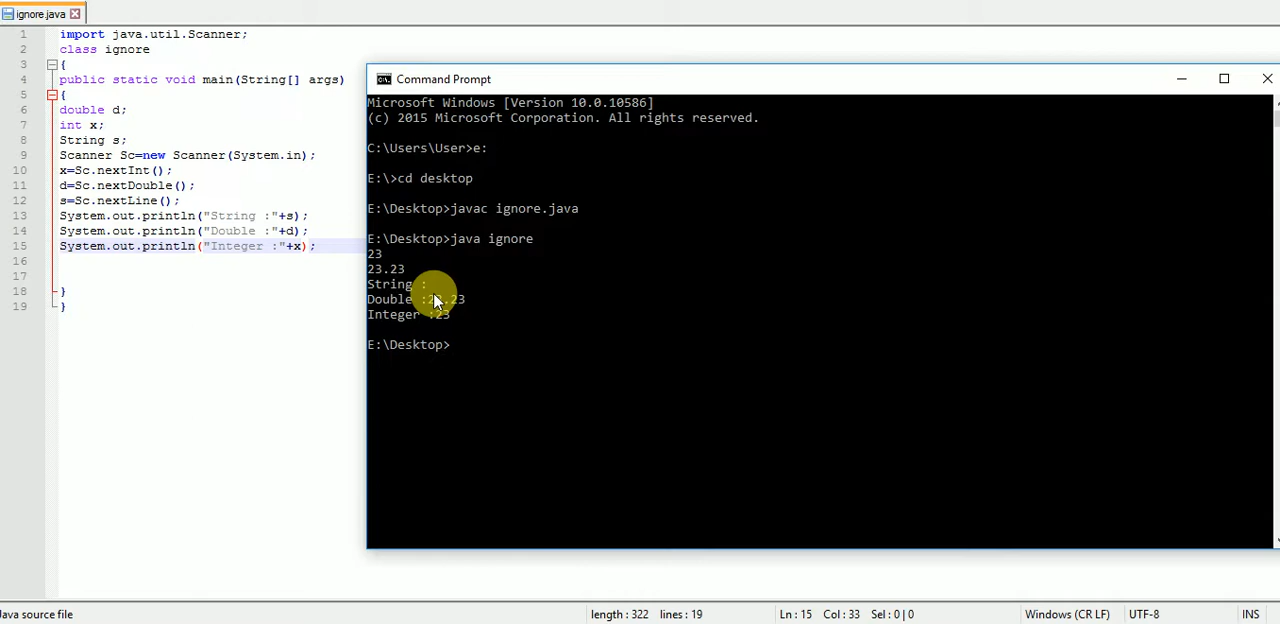 ignore.java
1 import java.util.Scanner;
2 class ignore
3 {
4 public static void main(String[] args)
5 {
6 double d;
7 int x;
8 String s;
9 Scanner Sc=new Scanner(System.in);
10 x=Sc.nextInt();
11 d=Sc.nextDouble();
12 s=Sc.nextLine();
13 System.out.println("String :"+s);
14 System.out.println("Double :"+d);
15 System.out.println("Integer :"+x);
16
17
18 }
19 }
Command Prompt
Microsoft Windows [Version 10.0.10586]
(c) 2015 Microsoft Corporation. All rights reserved.
C:\Users\User>e:
E:\>cd desktop
E:\Desktop>javac ignore.java
E:\Desktop>java ignore
23
23.23
String :
Double :23.23
Integer :23
E:\Desktop>
Java source file length : 322 lines : 19 Ln : 15 Col : 33 Sel : 0 | 0 Windows (CR LF) UTF-8 INS